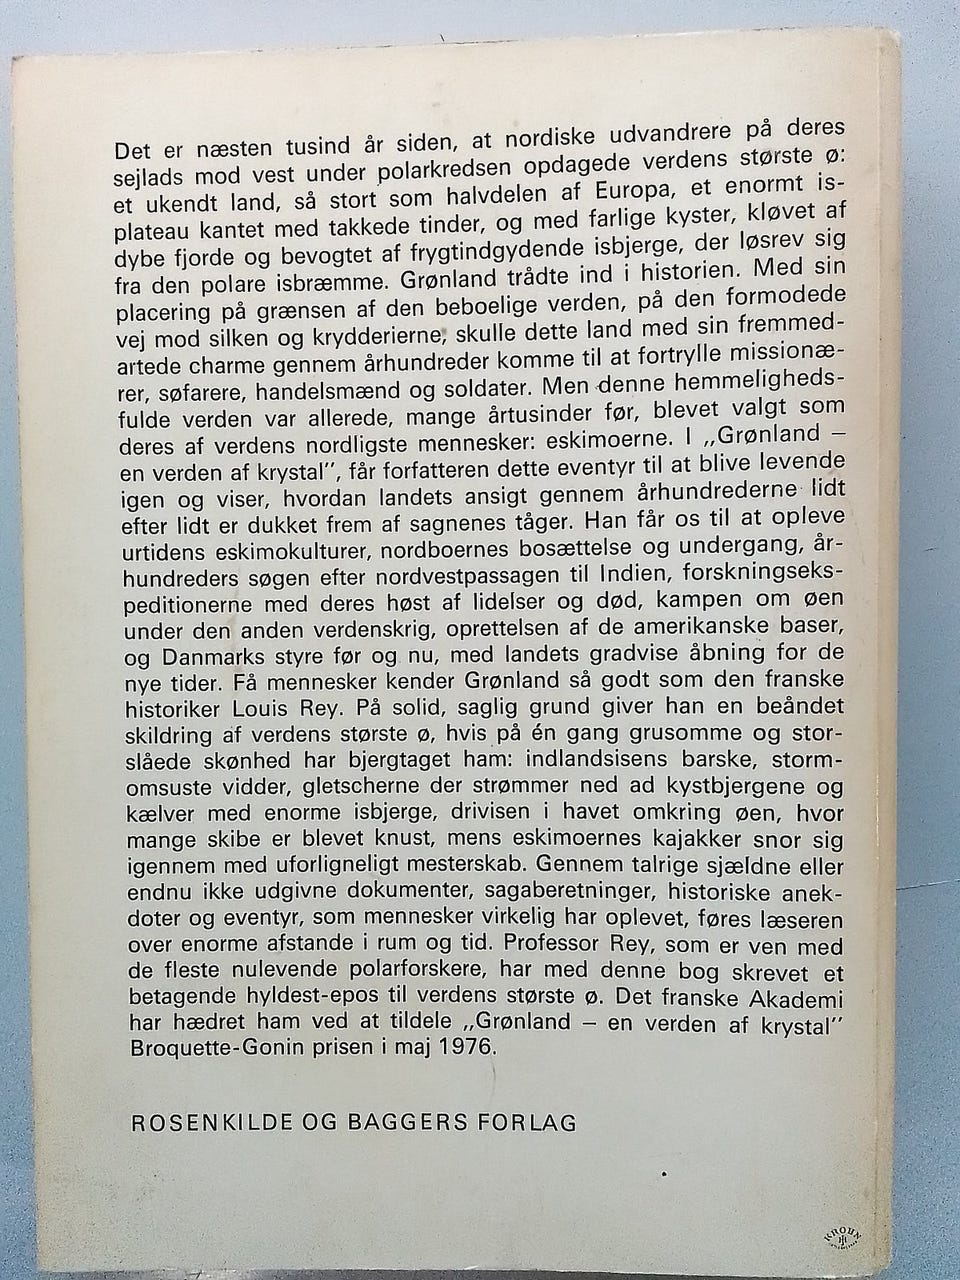 Det er næsten tusind år siden, at nordiske udvandrere på deres
sejlads mod vest under polarkredsen opdagede verdens største ø:
et ukendt land, så stort som halvdelen af Europa, et enormt is-
plateau kantet med takkede tinder, og med farlige kyster, kløvet af
dybe fjorde og bevogtet af frygtindgydende isbjerge, der løsrev sig
fra den polare isbræmme. Grønland trådte ind i historien. Med sin
placering på grænsen af den beboelige verden, på den formodede
vej mod silken og krydderierne, skulle dette land med sin fremmed-
artede charme gennem århundreder komme til at fortrylle missionæ-
rer, søfarere, handelsmænd og soldater. Men denne hemmeligheds-
fulde verden var allerede, mange årtusinder før, blevet valgt som
deres af verdens nordligste mennesker: eskimoerne. I „Grønland –
en verden af krystal”, får forfatteren dette eventyr til at blive levende
igen og viser, hvordan landets ansigt gennem århundrederne lidt
efter lidt er dukket frem af sagnenes tåger. Han får os til at opleve
urtidens eskimokulturer, nordboernes bosættelse og undergang, år-
hundreders søgen efter nordvestpassagen til Indien, forskningseks-
peditionerne med deres høst af lidelser og død, kampen om øen
under den anden verdenskrig, oprettelsen af de amerikanske baser,
og Danmarks styre før og nu, med landets gradvise åbning for de
nye tider. Få mennesker kender Grønland så godt som den franske
historiker Louis Rey. På solid, saglig grund giver han en beåndet
skildring af verdens største ø, hvis på én gang grusomme og stor-
slåede skønhed har bjergtaget ham: indlandsisens barske, storm-
omsuste vidder, gletscherne der strømmer ned ad kystbjergene og
kælver med enorme isbjerge, drivisen i havet omkring øen, hvor
mange skibe er blevet knust, mens eskimoernes kajakker snor sig
igennem med uforligneligt mesterskab. Gennem talrige sjældne eller
endnu ikke udgivne dokumenter, sagaberetninger, historiske anek-
doter og eventyr, som mennesker virkelig har oplevet, føres læseren
over enorme afstande i rum og tid. Professor Rey, som er ven med
de fleste nulevende polarforskere, har med denne bog skrevet et
betagende hyldest-epos til verdens største ø. Det franske Akademi
har hædret ham ved at tildele „Grønland – en verden af krystal”
Broquette-Gonin prisen i maj 1976.
ROSENKILDE OG BAGGERS FORLAG
KROHN